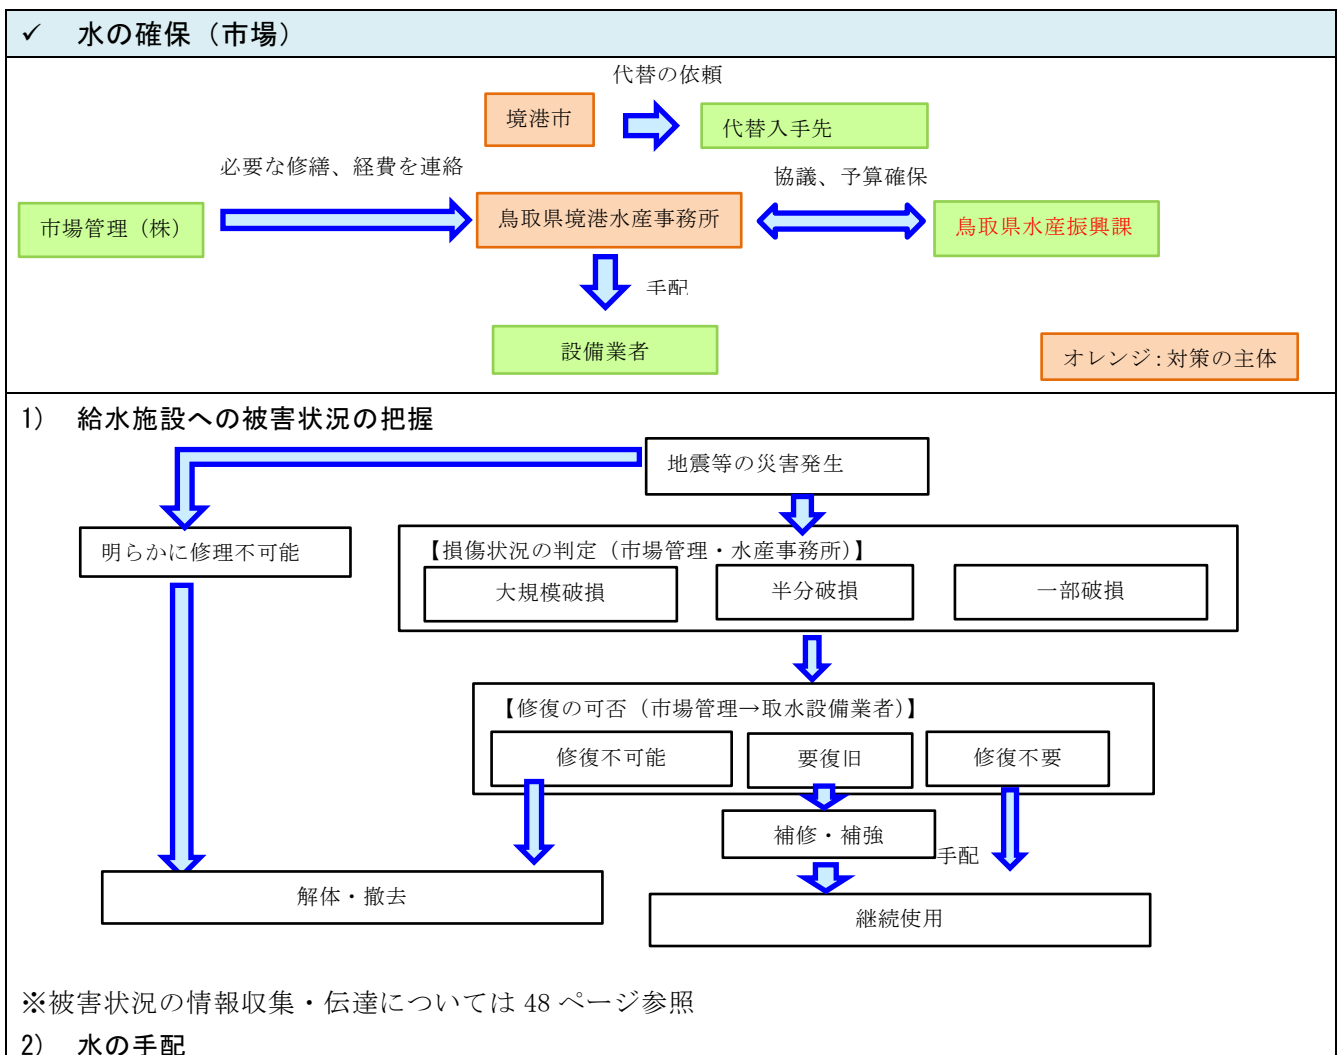 ✓ 水の確保（市場）
代替の依頼
境港市
代替入手先
必要な修繕、経費を連絡
協議、予算確保
市場管理（株）
鳥取県境港水産事務所
鳥取県水産振興課
手配
設備業者
オレンジ：対策の主体
1) 給水施設への被害状況の把握
地震等の災害発生
明らかに修理不可能
【損傷状況の判定（市場管理・水産事務所）】
大規模破損
半分破損
一部破損
【修復の可否（市場管理→取水設備業者）】
修復不可能
要復旧
修復不要
補修・補強
手配
解体・撤去
継続使用
※被害状況の情報収集・伝達については 48 ページ参照
2) 水の手配